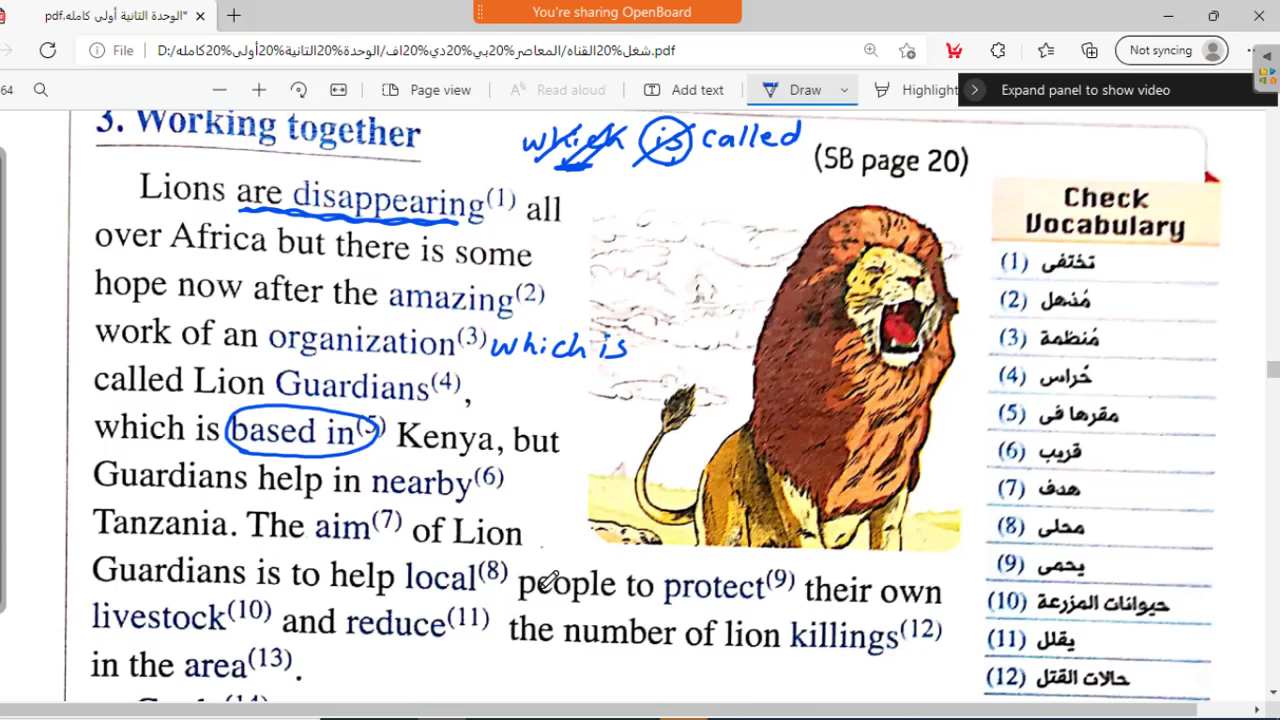 الوحدة الثانية أولى كامله.pdf*
You're sharing OpenBoard
File
D:/شغل%20القناه/المعاصر%20بي%20دي%20اف/الوحدة%20الثانية%20أولى%20كامله.pdf
Not syncing
64
Page view
Read aloud
Add text
Draw
Highlight
Expand panel to show video
3. Working together
which is called
(SB page 20)
Lions are disappearing(1) all
over Africa but there is some
hope now after the amazing(2)
work of an organization(3) which is
called Lion Guardians(4),
which is based in(5) Kenya, but
Guardians help in nearby(6)
Tanzania. The aim(7) of Lion
Guardians is to help local(8) people to protect(9) their own
livestock(10) and reduce(11) the number of lion killings(12)
in the area(13).
Check
Vocabulary
(1) تختفى
(2) مُذهل
(3) مُنظمة
(4) حُراس
(5) مقرها فى
(6) قريب
(7) هدف
(8) محلى
(9) يحمى
(10) حيوانات المزرعة
(11) يقلل
(12) حالات القتل